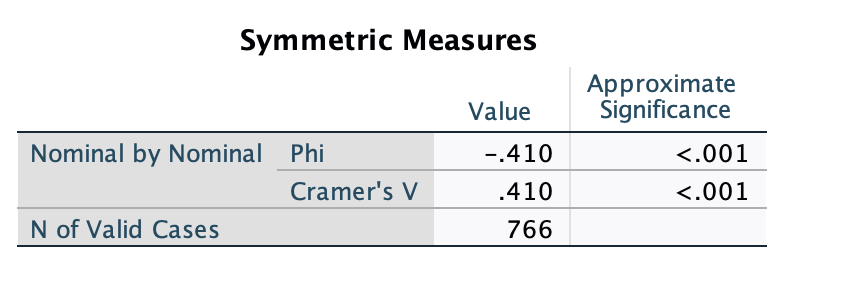 Symmetric Measures
Value Approximate Significance
Nominal by Nominal Phi -.410 <.001
Cramer's V .410 <.001
N of Valid Cases 766